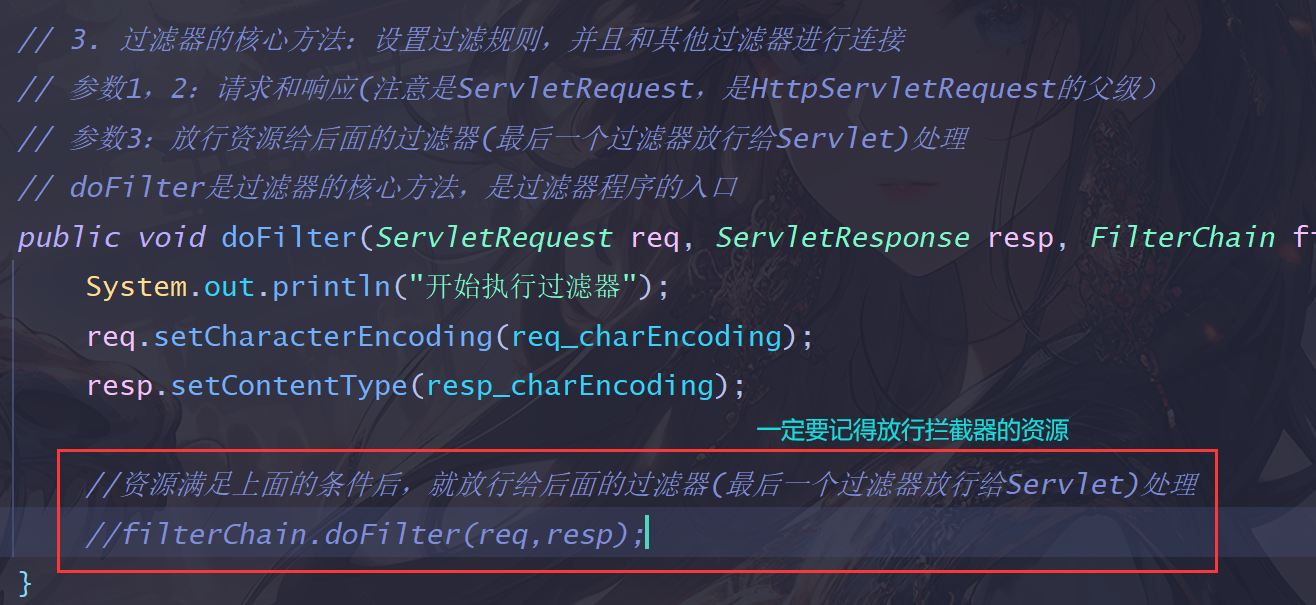 // 3. 过滤器的核心方法：设置过滤规则，并且和其他过滤器进行连接
// 参数1，2：请求和响应(注意是ServletRequest，是HttpServletRequest的父级）
// 参数3：放行资源给后面的过滤器(最后一个过滤器放行给Servlet)处理
// doFilter是过滤器的核心方法，是过滤器程序的入口
public void doFilter(ServletRequest req, ServletResponse resp, FilterChain
System.out.println("开始执行过滤器");
req.setCharacterEncoding(req_charEncoding);
resp.setContentType(resp_charEncoding);
一定要记得放行拦截器的资源
//资源满足上面的条件后，就放行给后面的过滤器(最后一个过滤器放行给Servlet)处理
//filterChain.doFilter(req,resp);
}